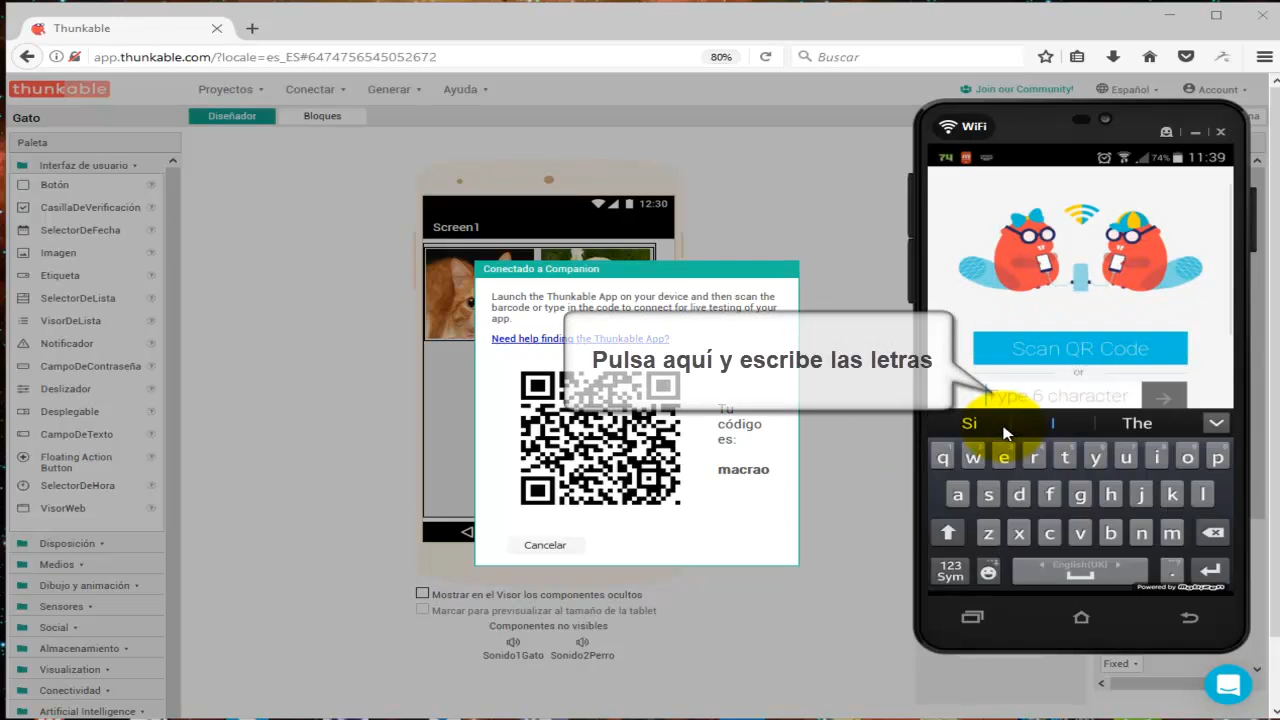 Thunkable
app.thunkable.com/?locale=es_ES#6474756545052672
80%
Buscar
thunkable
Proyectos
Conectar
Generar
Ayuda
Join our Community!
Español
Account
Gato
Diseñador
Bloques
na
Paleta
Interfaz de usuario
Botón
CasillaDeVerificación
SelectorDeFecha
Imagen
Etiqueta
SelectorDeLista
VisorDeLista
Notificador
CampoDeContraseña
Deslizador
Desplegable
CampoDeTexto
Floating Action
Button
SelectorDeHora
VisorWeb
Disposición
Medios
Dibujo y animación
Sensores
Social
Almacenamiento
Visualization
Conectividad
Artificial Intelligence
12:30
Screen1
Conectado a Companion
Launch the Thunkable App on your device and then scan the
barcode or type in the code to connect for live testing of your
app.
Need help finding the Thunkable App?
Pulsa aquí y escribe las letras
Tu
código
es:
macrao
Cancelar
Mostrar en el Visor los componentes ocultos
Marcar para previsualizar al tamaño de la tablet
Componentes no visibles
Sonido1Gato Sonido2Perro
WiFi
74
74% 11:39
Scan QR Code
or
Type 6 character
Si I The
q w e r t y u i o p
a s d f g h j k l
z x c v b n m
123
Sym
English(UK)
.
Powered by
Fixed